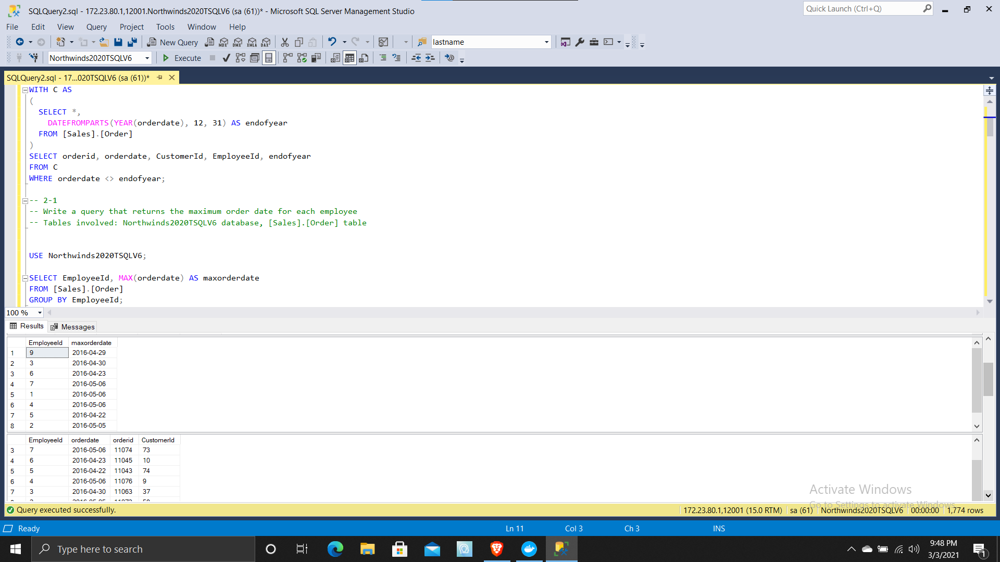 SQLQuery2.sql - 172.23.80.1,12001.Northwinds2020TSQLV6 (sa (61))* - Microsoft SQL Server Management Studio
Quick Launch (Ctrl+Q)
File Edit View Query Project Tools Window Help
New Query MDX DMX XMLA DAX lastname
Northwinds2020TSQLV6 Execute
SQLQuery2.sql - 17...020TSQLV6 (sa (61))*
WITH C AS
(
SELECT *,
DATEFROMPARTS(YEAR(orderdate), 12, 31) AS endofyear
FROM [Sales].[Order]
)
SELECT orderid, orderdate, CustomerId, EmployeeId, endofyear
FROM C
WHERE orderdate <> endofyear;
-- 2-1
-- Write a query that returns the maximum order date for each employee
-- Tables involved: Northwinds2020TSQLV6 database, [Sales].[Order] table
USE Northwinds2020TSQLV6;
SELECT EmployeeId, MAX(orderdate) AS maxorderdate
FROM [Sales].[Order]
GROUP BY EmployeeId;
100 %
Results Messages
EmployeeId maxorderdate
1 9 2016-04-29
2 3 2016-04-30
3 6 2016-04-23
4 7 2016-05-06
5 1 2016-05-06
6 4 2016-05-06
7 5 2016-04-22
8 2 2016-05-05
EmployeeId orderdate orderid CustomerId
3 7 2016-05-06 11074 73
4 6 2016-04-23 11045 10
5 5 2016-04-22 11043 74
6 4 2016-05-06 11076 9
7 3 2016-04-30 11063 37
Activate Windows
Go to Settings to activate Windows.
Query executed successfully. 172.23.80.1,12001 (15.0 RTM) sa (61) Northwinds2020TSQLV6 00:00:00 1,774 rows
Ready Ln 11 Col 3 Ch 3 INS
Type here to search
9:48 PM
3/3/2021
1